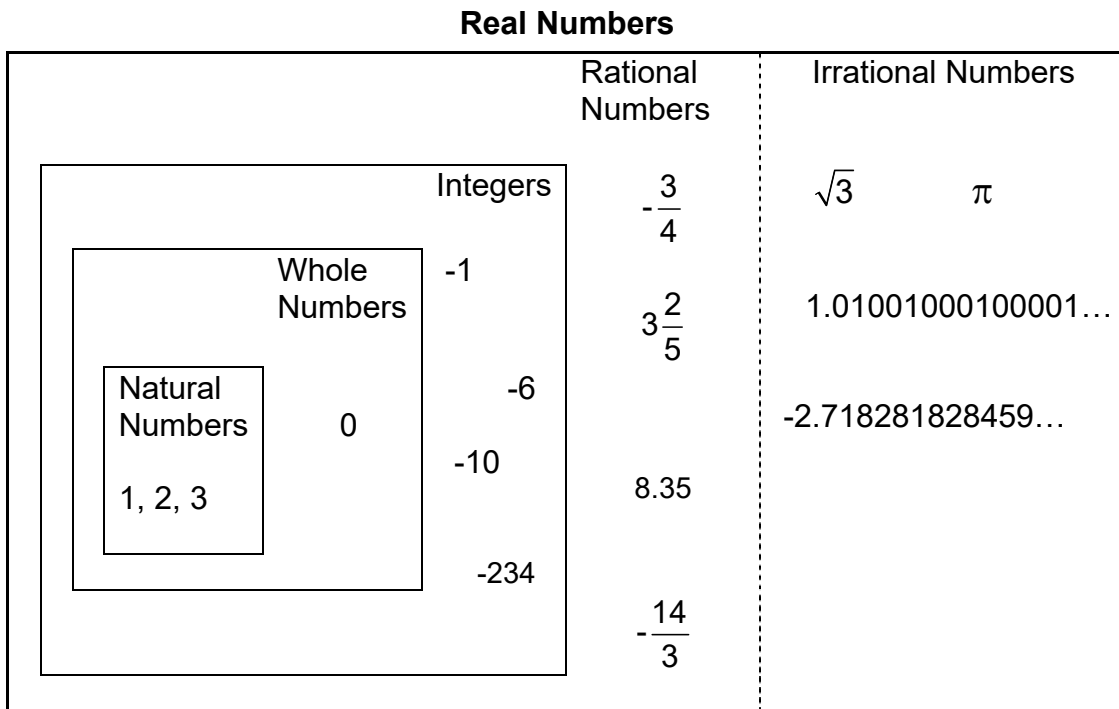 Real Numbers
Rational
Numbers
Irrational Numbers
Integers
-3/4
√3
π
Whole
Numbers
-1
3 2/5
1.01001000100001…
Natural
Numbers
0
-6
-2.718281828459…
-10
8.35
1, 2, 3
-234
-14/3